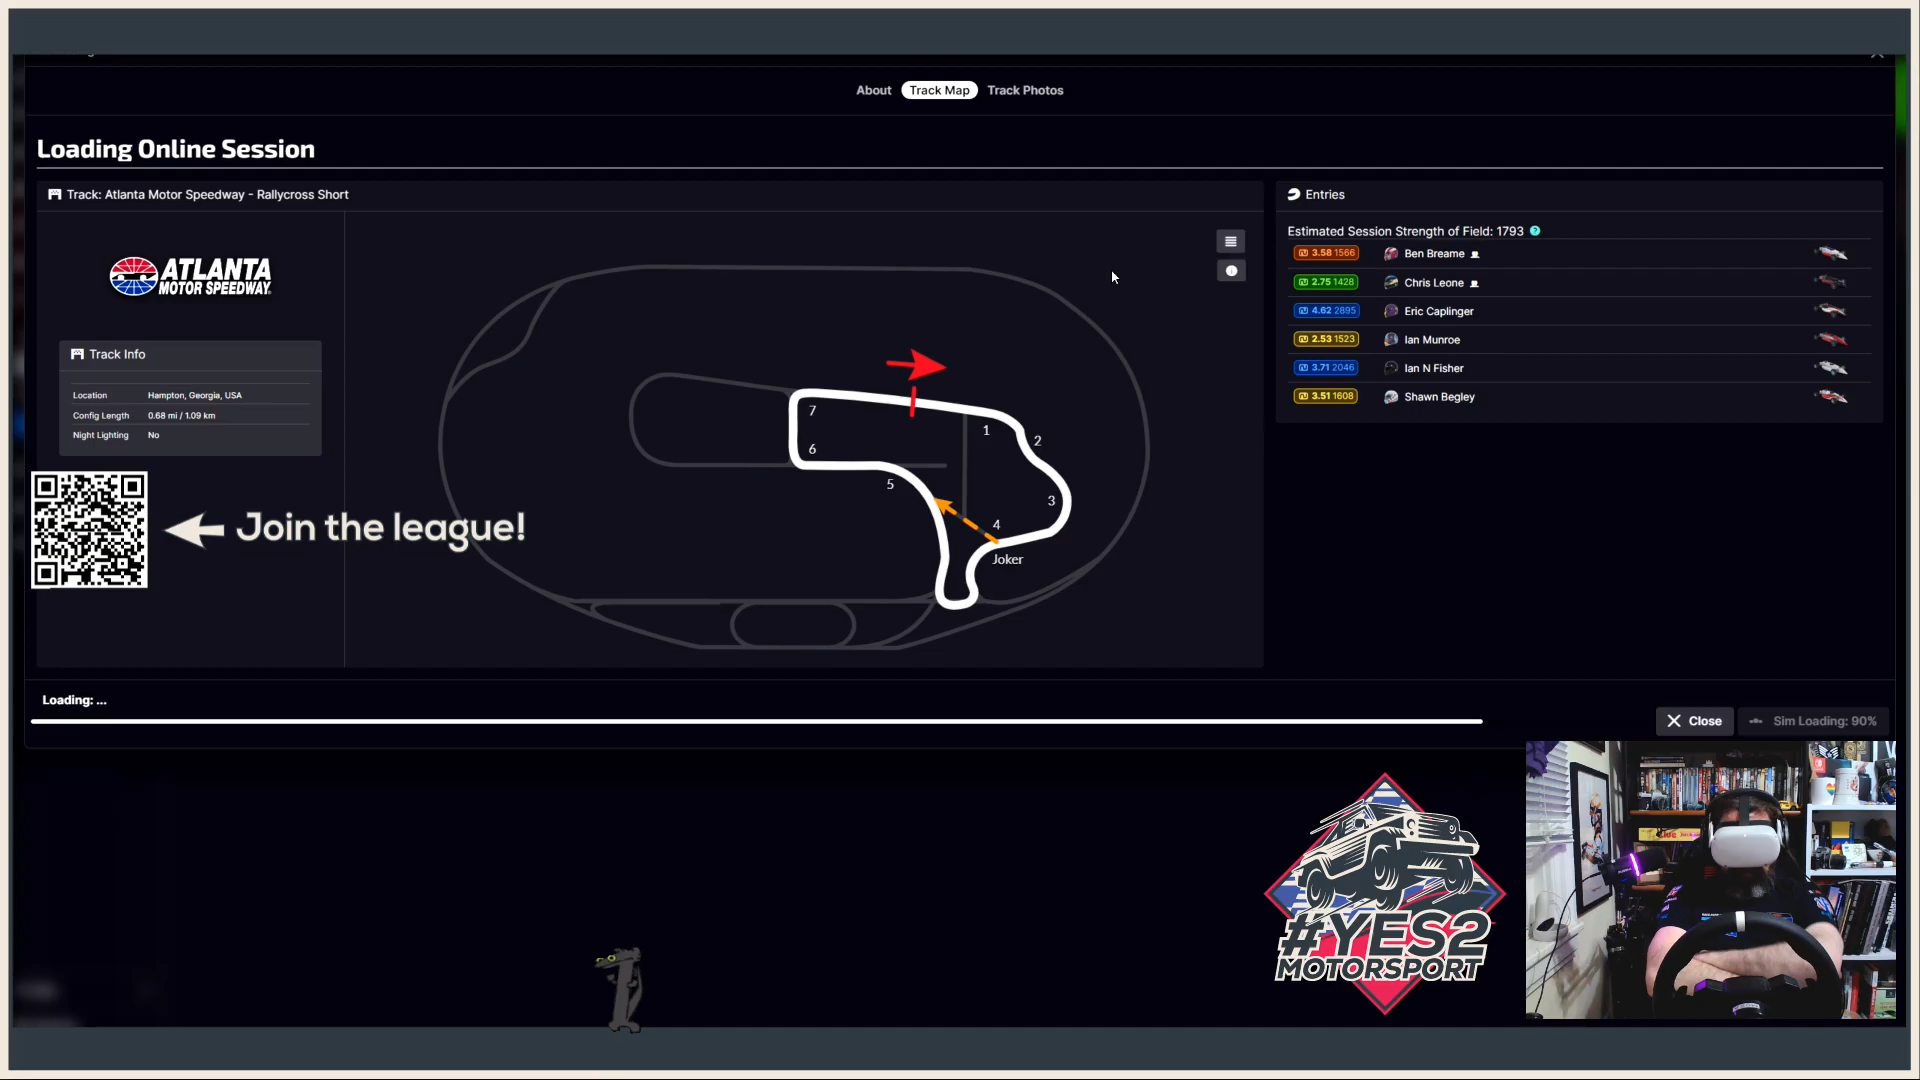 About Track Map Track Photos
Loading Online Session
Track: Atlanta Motor Speedway - Rallycross Short
ATLANTA
MOTOR SPEEDWAY
Track Info
Location Hampton, Georgia, USA
Config Length 0.68 mi / 1.09 km
Night Lighting No
7
6
5
1
2
3
4
Joker
Entries
Estimated Session Strength of Field: 1793 ?
3.58 1566 Ben Breame
2.75 1428 Chris Leone
4.62 2895 Eric Caplinger
2.53 1523 Ian Munroe
3.71 2046 Ian N Fisher
3.51 1608 Shawn Begley
Join the league!
Loading: ...
Close
Sim Loading: 90%
#YES2
MOTORSPORT